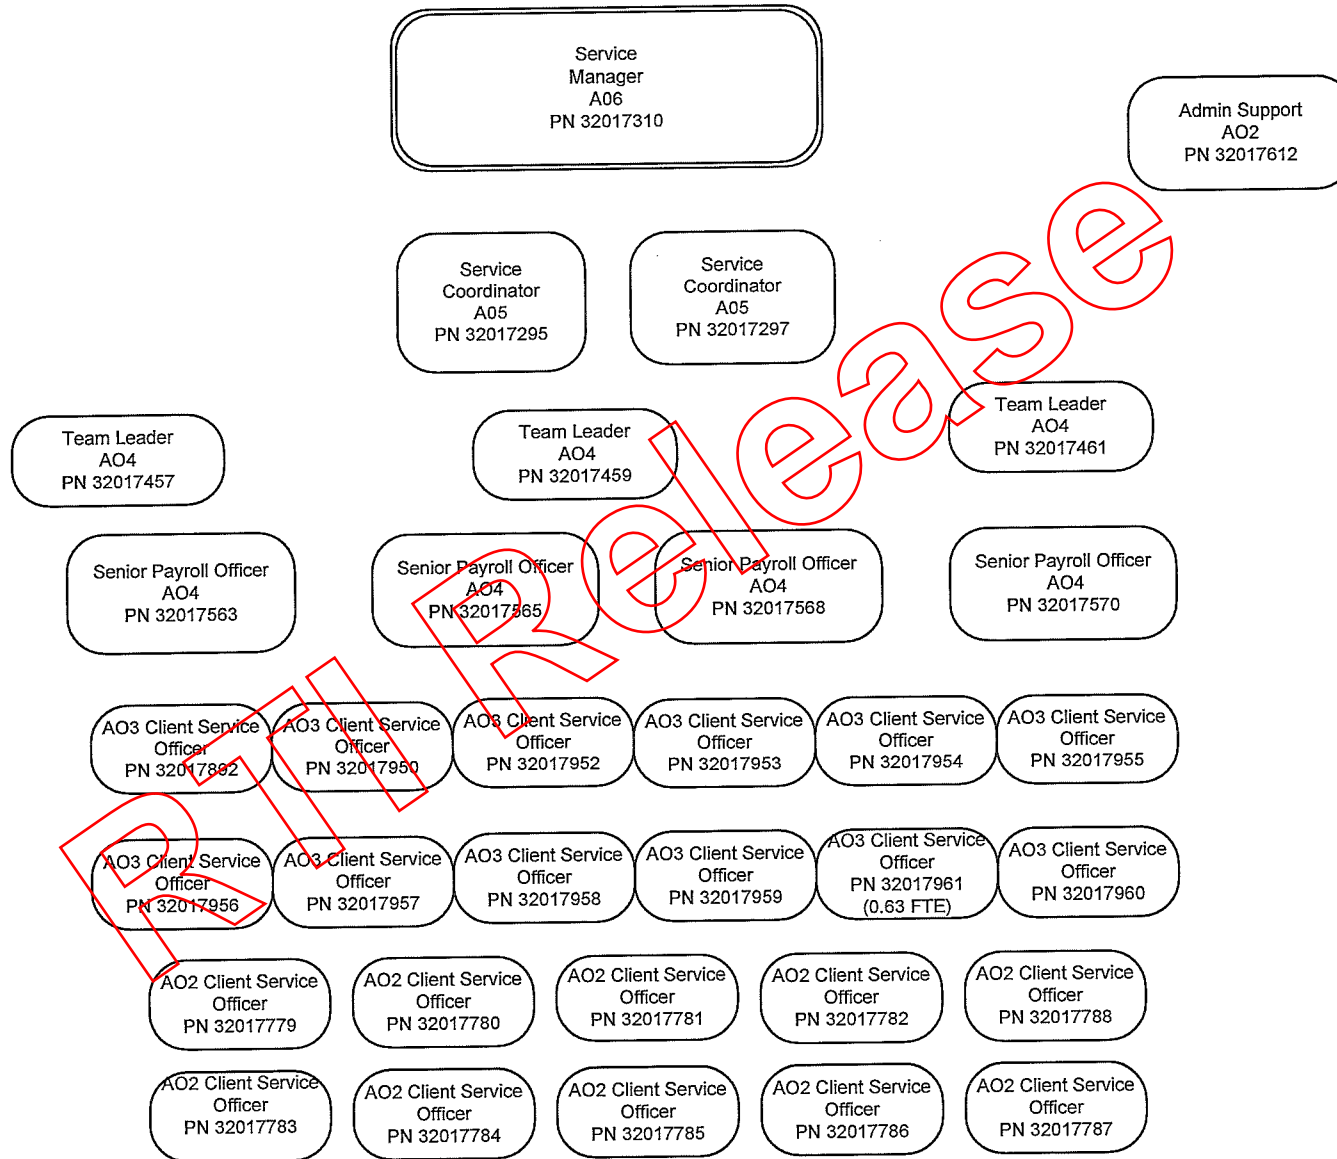 Service
Manager
A06
PN 32017310
Admin Support
AO2
PN 32017612
Service
Coordinator
A05
PN 32017295
Service
Coordinator
A05
PN 32017297
Team Leader
AO4
PN 32017457
Team Leader
AO4
PN 32017459
Team Leader
AO4
PN 32017461
Senior Payroll Officer
AO4
PN 32017563
Senior Payroll Officer
AO4
PN 32017565
Senior Payroll Officer
AO4
PN 32017568
Senior Payroll Officer
AO4
PN 32017570
AO3 Client Service
Officer
PN 32017892
AO3 Client Service
Officer
PN 32017950
AO3 Client Service
Officer
PN 32017952
AO3 Client Service
Officer
PN 32017953
AO3 Client Service
Officer
PN 32017954
AO3 Client Service
Officer
PN 32017955
AO3 Client Service
Officer
PN 32017956
AO3 Client Service
Officer
PN 32017957
AO3 Client Service
Officer
PN 32017958
AO3 Client Service
Officer
PN 32017959
AO3 Client Service
Officer
PN 32017961
(0.63 FTE)
AO3 Client Service
Officer
PN 32017960
AO2 Client Service
Officer
PN 32017779
AO2 Client Service
Officer
PN 32017780
AO2 Client Service
Officer
PN 32017781
AO2 Client Service
Officer
PN 32017782
AO2 Client Service
Officer
PN 32017788
AO2 Client Service
Officer
PN 32017783
AO2 Client Service
Officer
PN 32017784
AO2 Client Service
Officer
PN 32017785
AO2 Client Service
Officer
PN 32017786
AO2 Client Service
Officer
PN 32017787
RTI Release